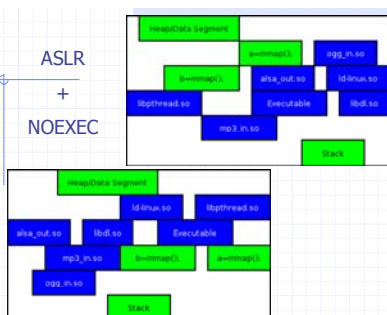 ASLR
+
NOEXEC
Heap/Data Segment
a=mmap(); ogg_in.so
b=mmap(); alsa_out.so ld-linux.so
libpthread.so Executable libdl.so
mp3_in.so
Stack
Heap/Data Segment
ld-linux.so libpthread.so
alsa_out.so libdl.so Executable
mp3_in.so b=mmap(); a=mmap();
ogg_in.so
Stack